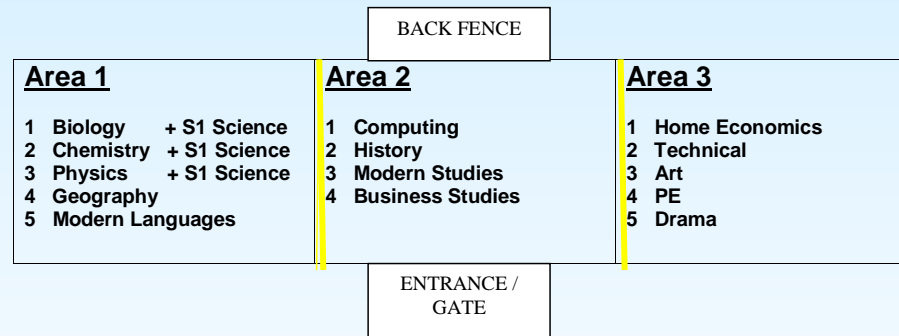 BACK FENCE
Area 1
1 Biology + S1 Science
2 Chemistry + S1 Science
3 Physics + S1 Science
4 Geography
5 Modern Languages
Area 2
1 Computing
2 History
3 Modern Studies
4 Business Studies
Area 3
1 Home Economics
2 Technical
3 Art
4 PE
5 Drama
ENTRANCE /
GATE